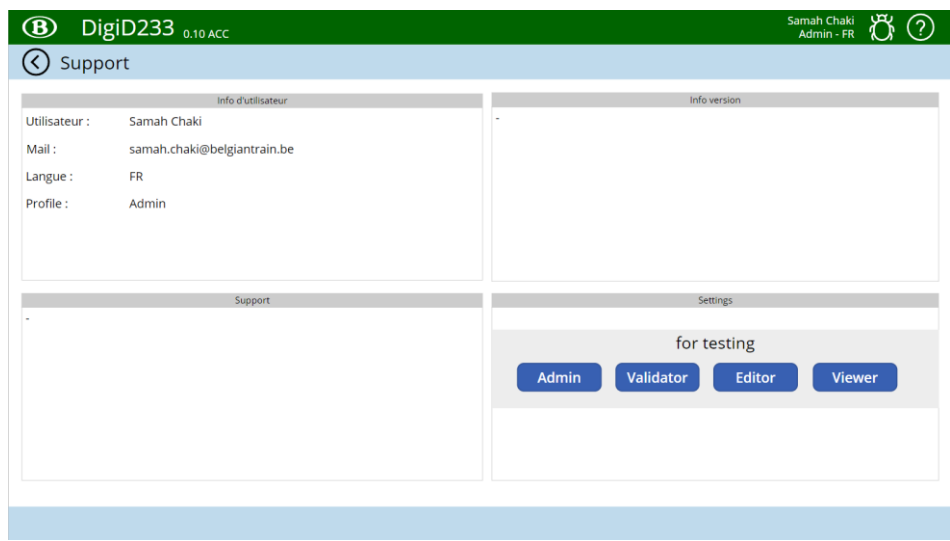 B DigiD233 0.10 ACC
Samah Chaki
Admin - FR
?
Support
Info d'utilisateur
Utilisateur : Samah Chaki
Mail : samah.chaki@belgiantrain.be
Langue : FR
Profile : Admin
Info version
-
Support
-
Settings
for testing
Admin Validator Editor Viewer